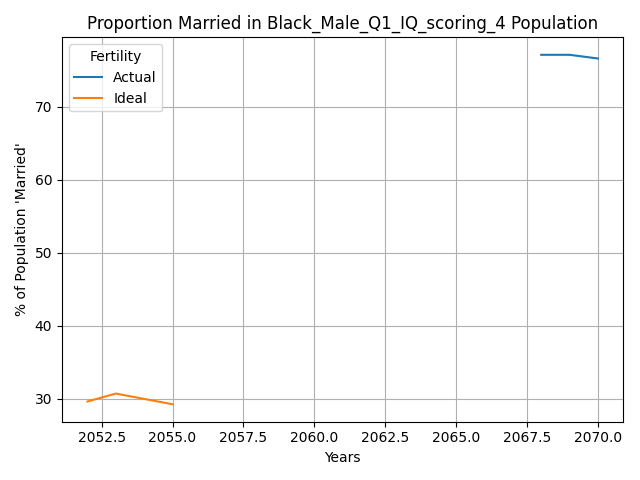 Proportion Married in Black_Male_Q1_IQ_scoring_4 Population
Fertility
Actual
Ideal
70
60
50
40
30
% of Population 'Married'
2052.5 2055.0 2057.5 2060.0 2062.5 2065.0 2067.5 2070.0
Years